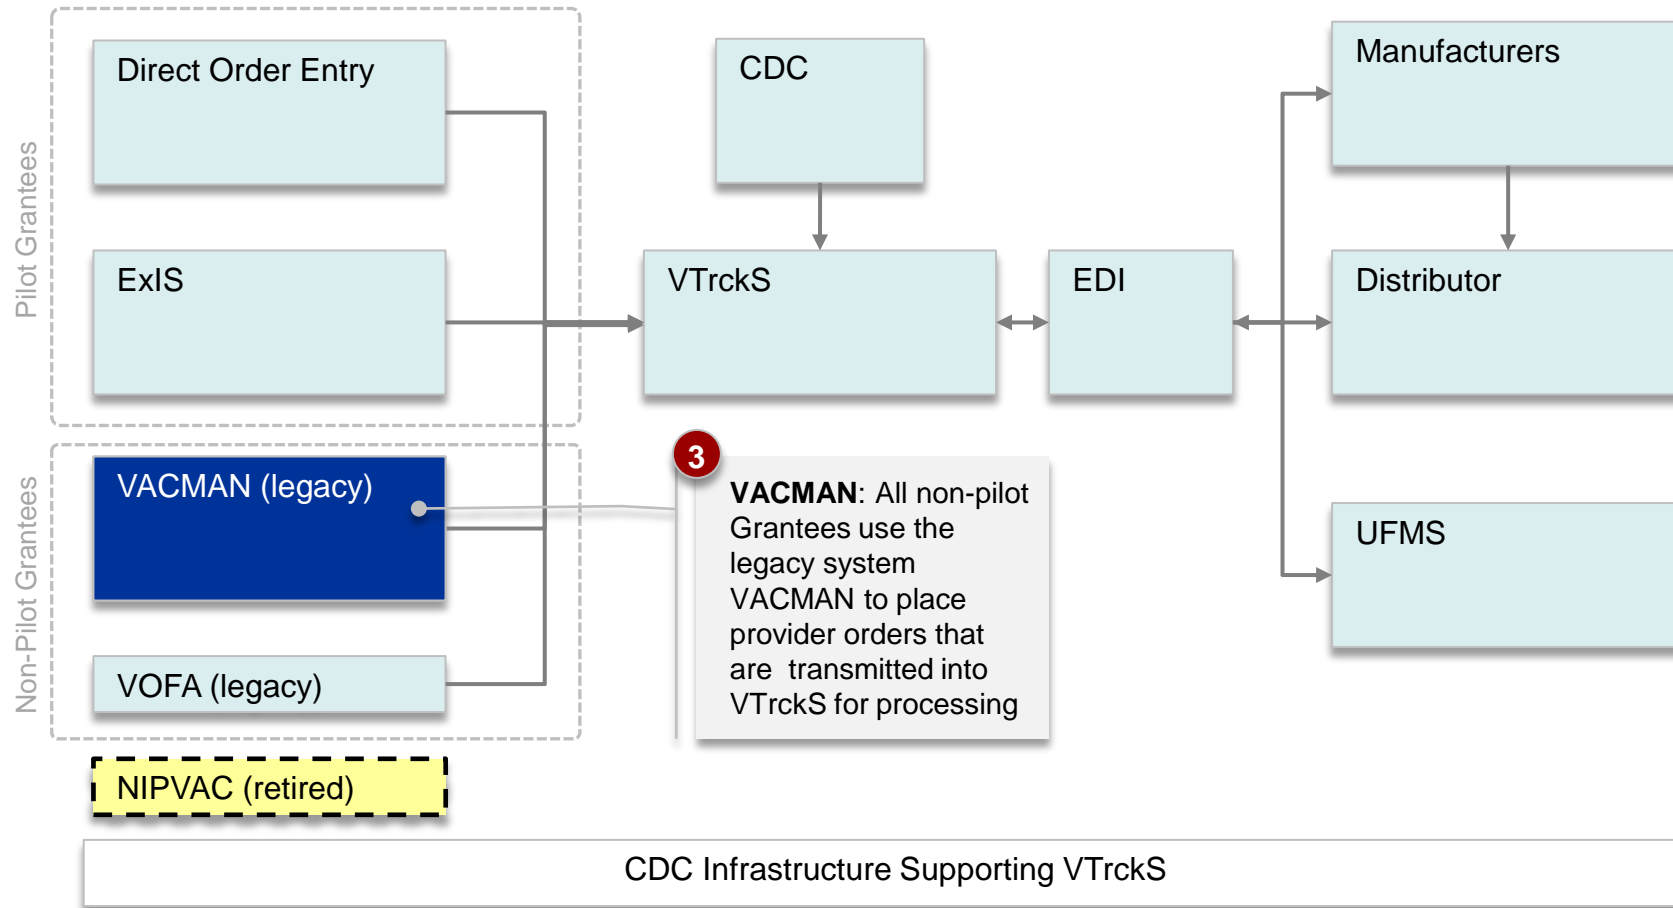 Pilot Grantees
Direct Order Entry
CDC
Manufacturers
ExIS
VTrckS
EDI
Distributor
Non-Pilot Grantees
VACMAN (legacy)
3
VACMAN: All non-pilot
Grantees use the
legacy system
VACMAN to place
provider orders that
are  transmitted into
VTrckS for processing
UFMS
VOFA (legacy)
NIPVAC (retired)
CDC Infrastructure Supporting VTrckS